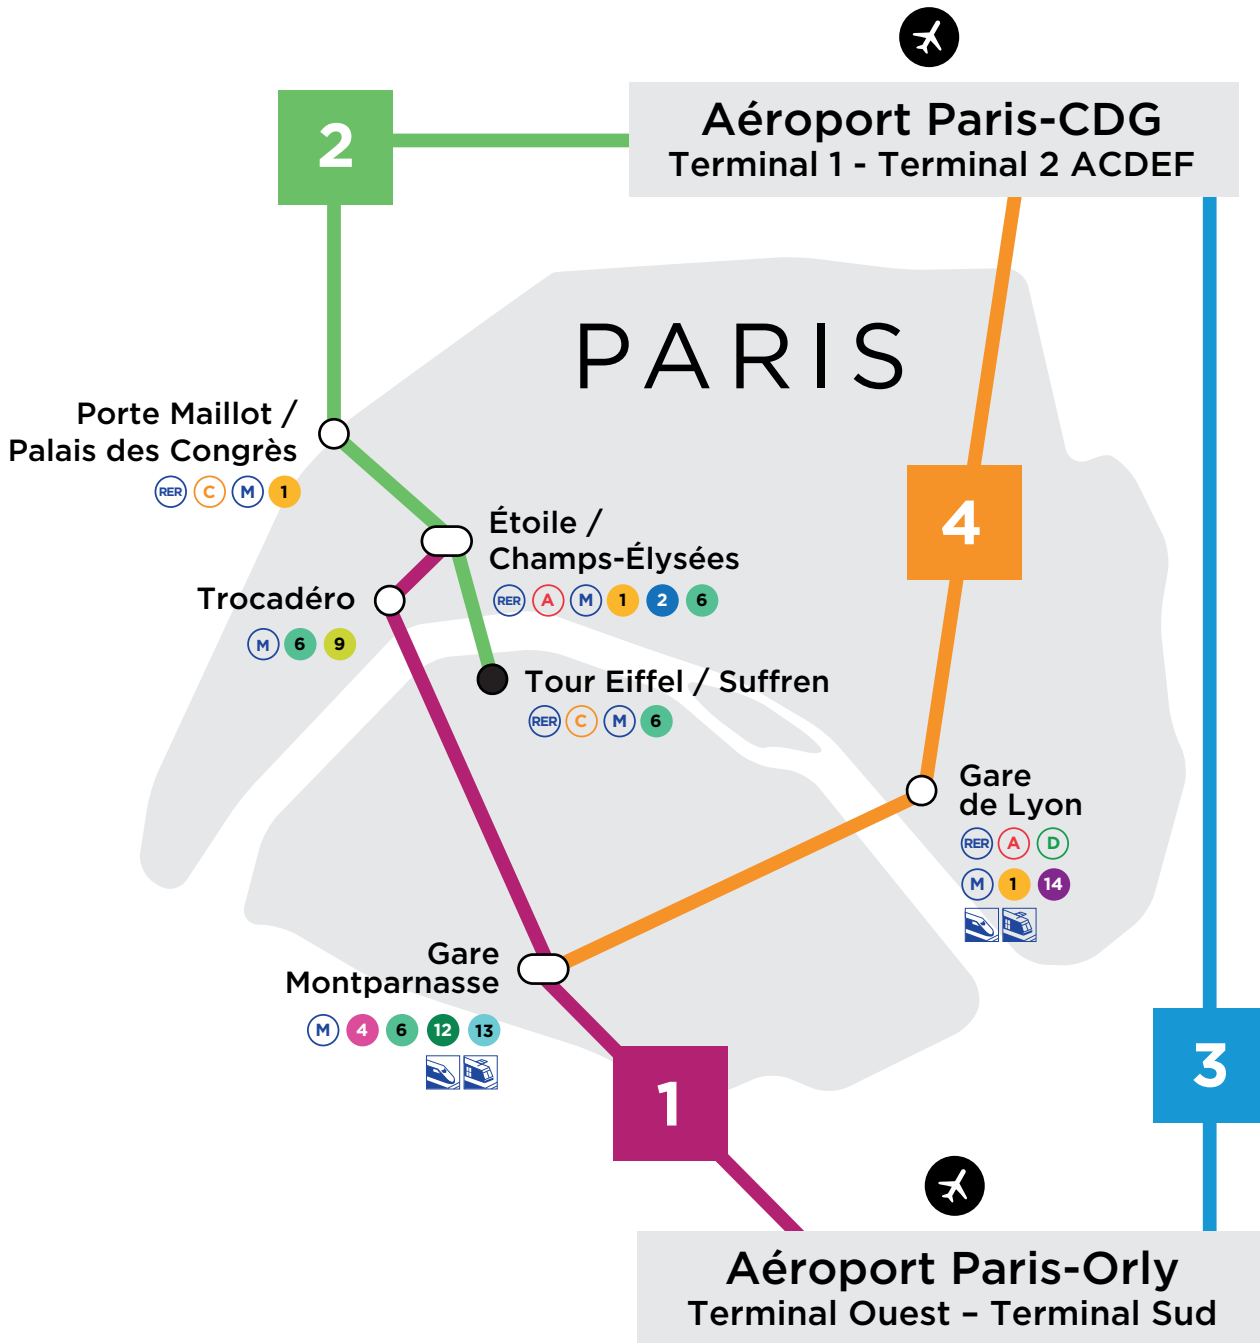 Aéroport Paris-CDG
Terminal 1 - Terminal 2 ACDEF
2
PARIS
Porte Maillot /
Palais des Congrès
RER C M 1
4
Étoile /
Champs-Élysées
RER A M 1 2 6
Trocadéro
M 6 9
Tour Eiffel / Suffren
RER C M 6
Gare
de Lyon
RER A D
M 1 14
Gare
Montparnasse
M 4 6 12 13
3
1
Aéroport Paris-Orly
Terminal Ouest – Terminal Sud